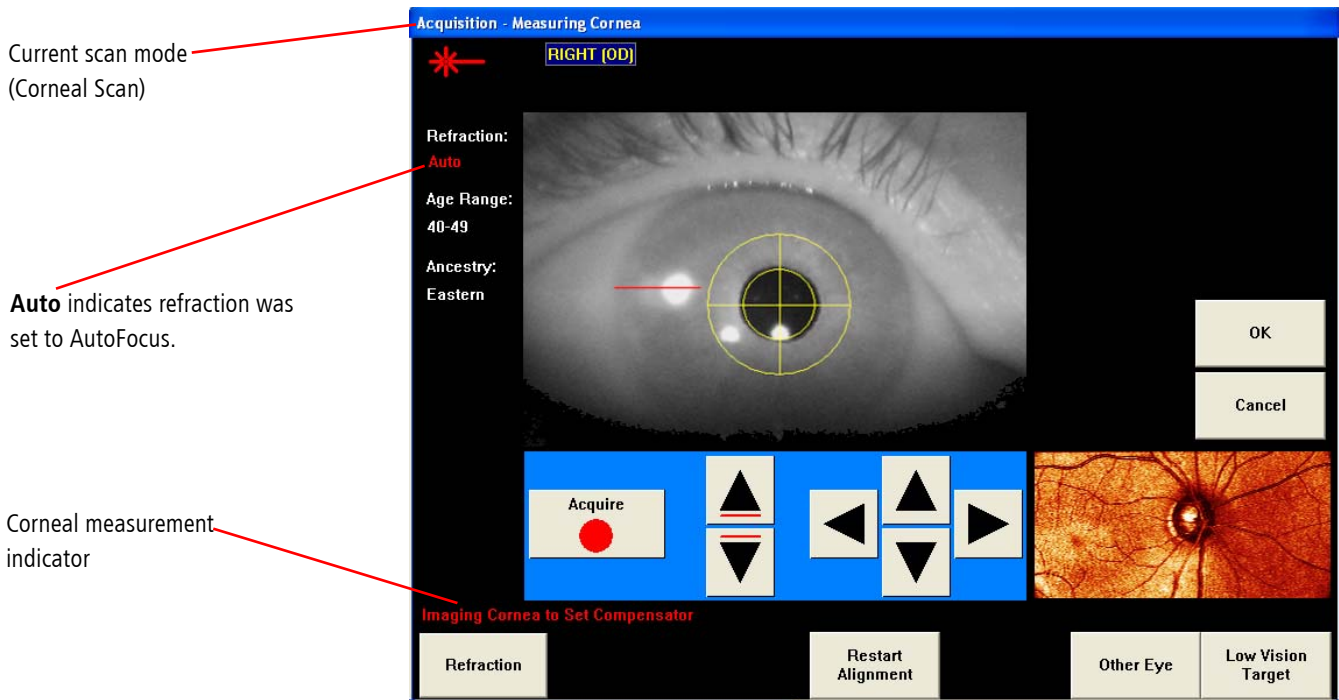 Acquisition - Measuring Cornea
Current scan mode
(Corneal Scan)
RIGHT (OD)
Refraction:
Auto
Age Range:
40-49
Ancestry:
Eastern
Auto indicates refraction was
set to AutoFocus.
OK
Cancel
Acquire
Corneal measurement
indicator
Imaging Cornea to Set Compensator
Refraction
Restart
Alignment
Other Eye
Low Vision
Target